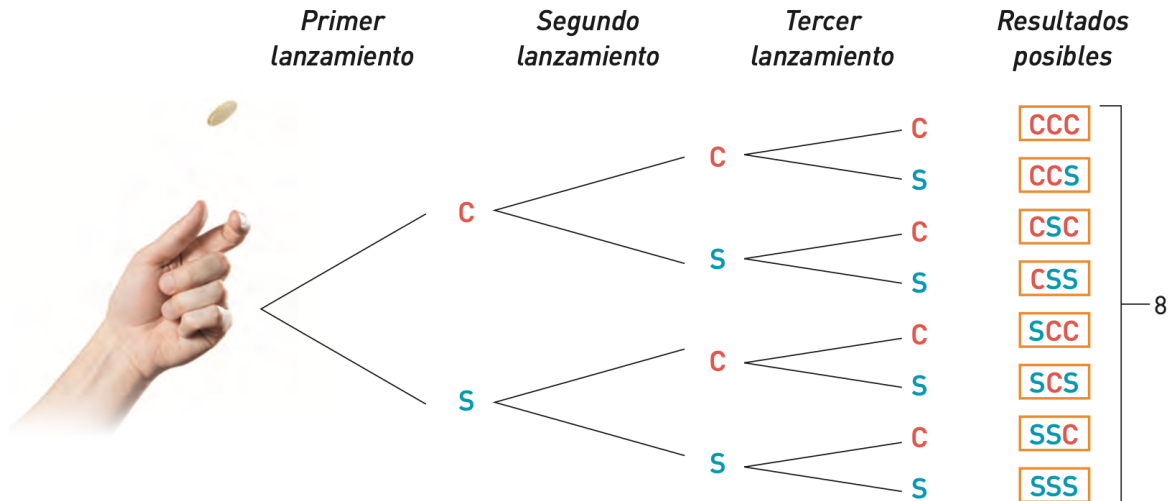 Primer
lanzamiento
Segundo
lanzamiento
Tercer
lanzamiento
Resultados
posibles
C
S
C
S
C
S
C
S
C
S
C
S
C
S
CCC
CCS
CSC
CSS
SCC
SCS
SSC
SSS
8